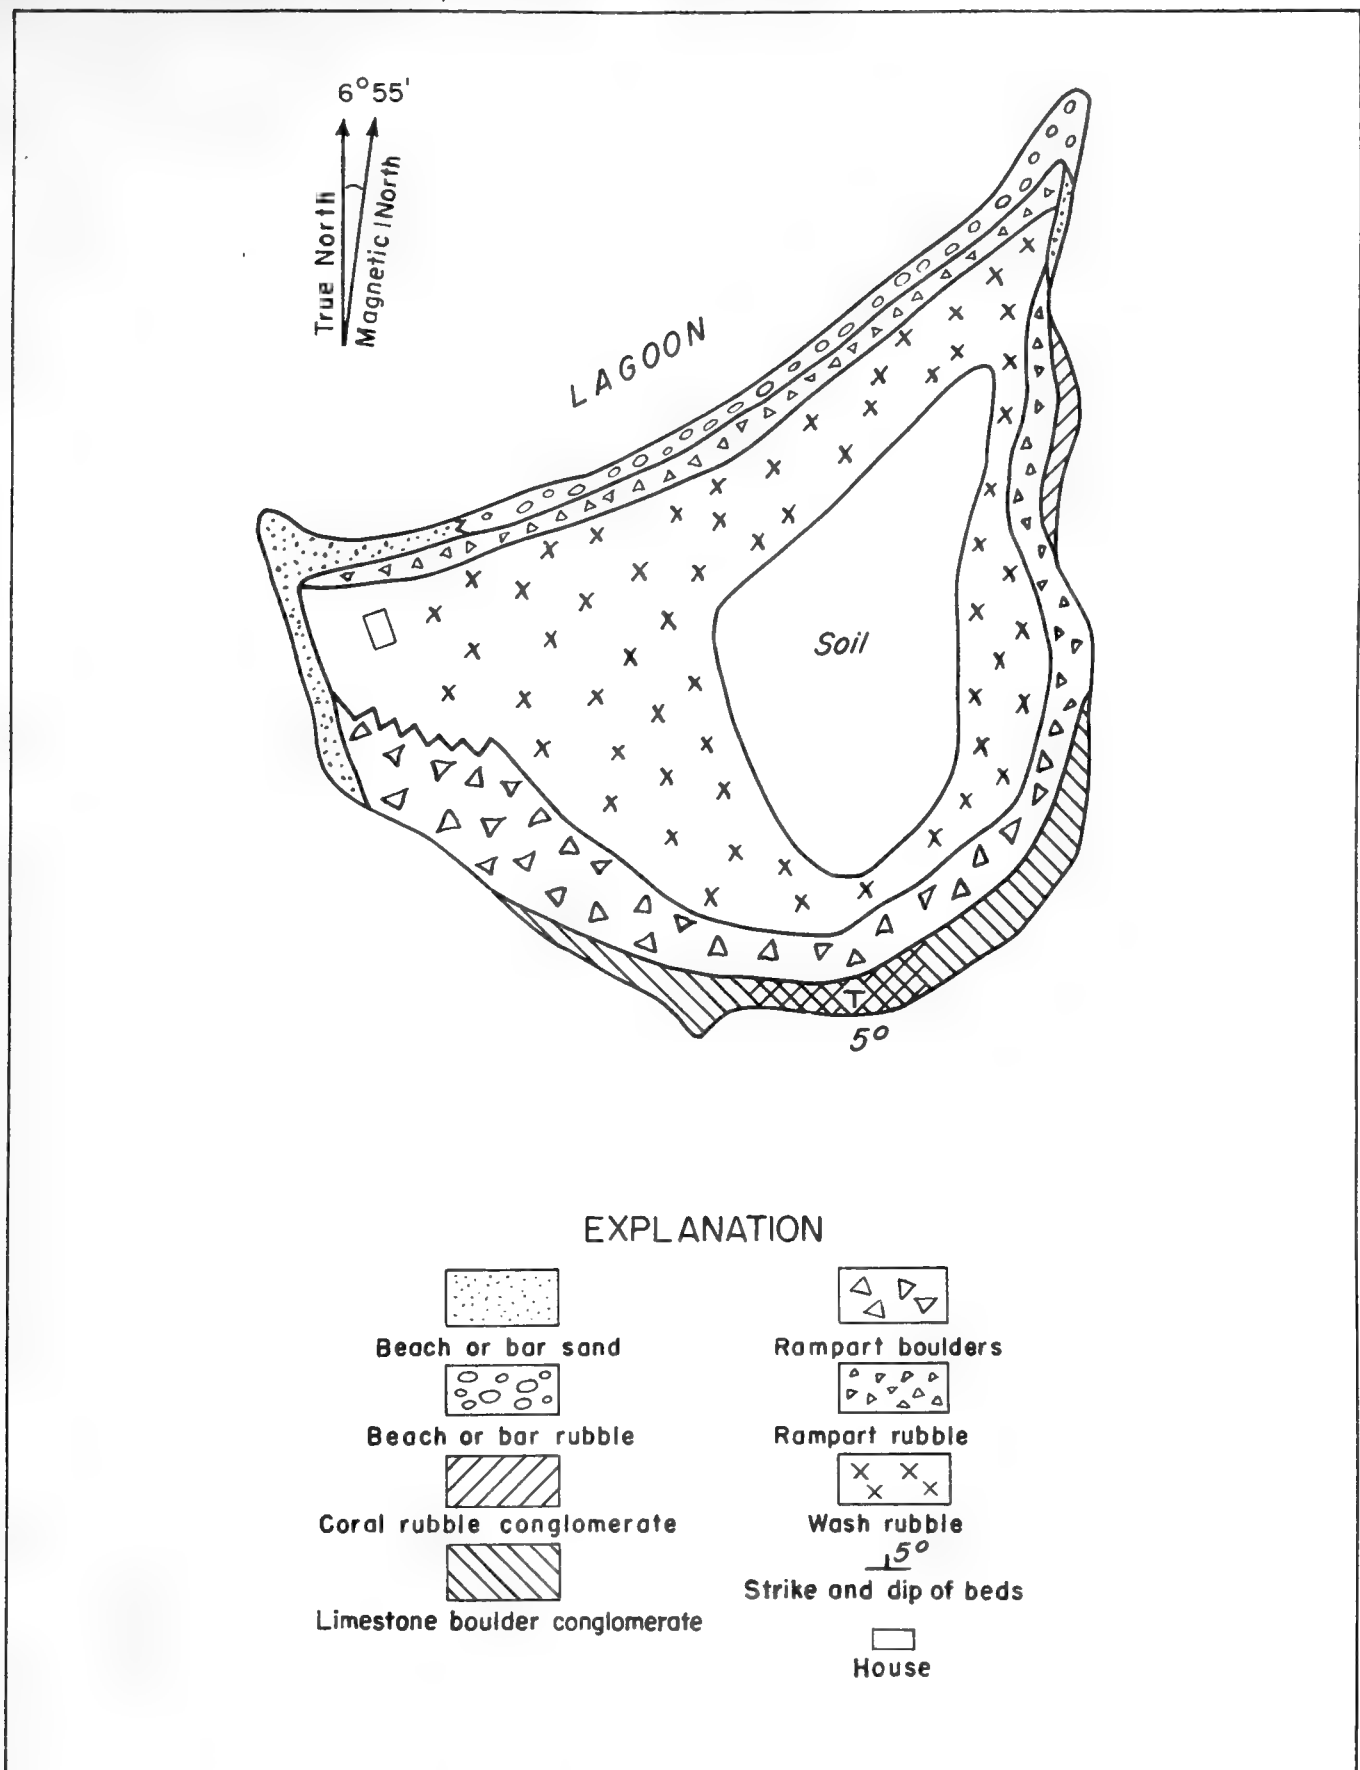 6°55'
True North
Magnetic North
LAGOON
Soil
5°
EXPLANATION
Beach or bar sand
Rampart boulders
Beach or bar rubble
Rampart rubble
Coral rubble conglomerate
Wash rubble
5°
Strike and dip of beds
Limestone boulder conglomerate
House